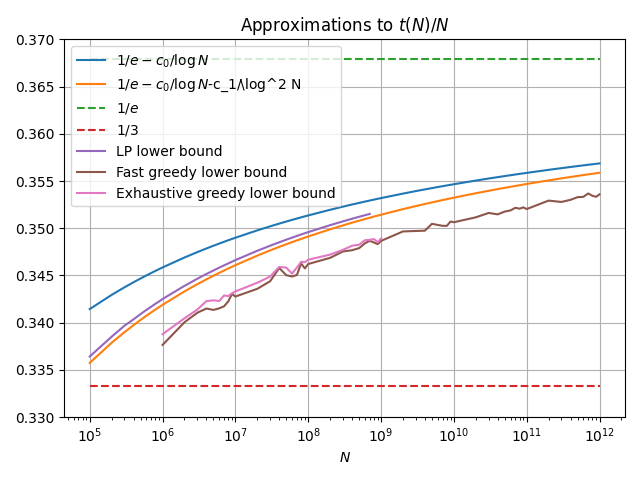 Approximations to t(N)/N
0.370
0.365
0.360
0.355
0.350
0.345
0.340
0.335
0.330
1/e − c₀/log N
1/e − c₀/log N-c_1/\log^2 N
1/e
1/3
LP lower bound
Fast greedy lower bound
Exhaustive greedy lower bound
10⁵ 10⁶ 10⁷ 10⁸ 10⁹ 10¹⁰ 10¹¹ 10¹²
N